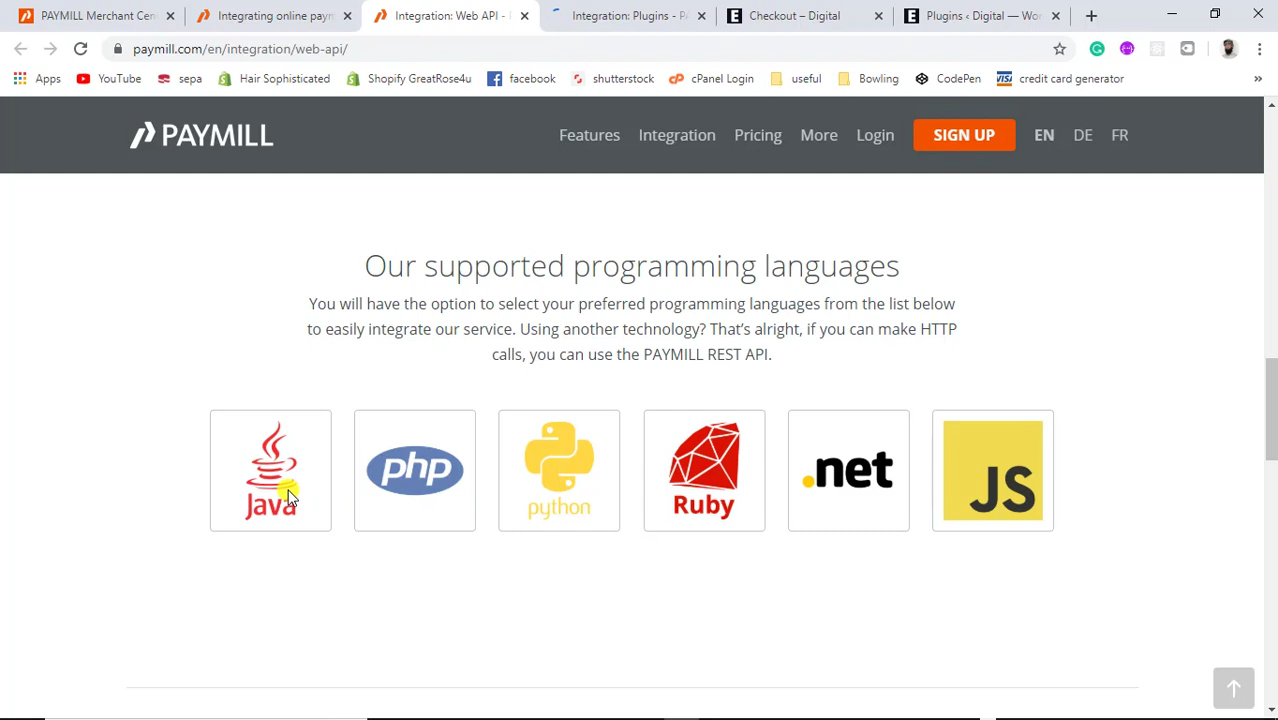 PAYMILL Merchant Cen
Integrating online paym
Integration: Web API - P
Integration: Plugins - PA
Checkout – Digital
Plugins ‹ Digital — Wor
paymill.com/en/integration/web-api/
Apps
YouTube
sepa
Hair Sophisticated
Shopify GreatRose4u
facebook
shutterstock
cPanel Login
useful
Bowling
CodePen
VISA
credit card generator
»
PAYMILL
Features
Integration
Pricing
More
Login
SIGN UP
EN
DE
FR
Our supported programming languages
You will have the option to select your preferred programming languages from the list below
to easily integrate our service. Using another technology? That's alright, if you can make HTTP
calls, you can use the PAYMILL REST API.
Java
php
python
Ruby
.net
JS